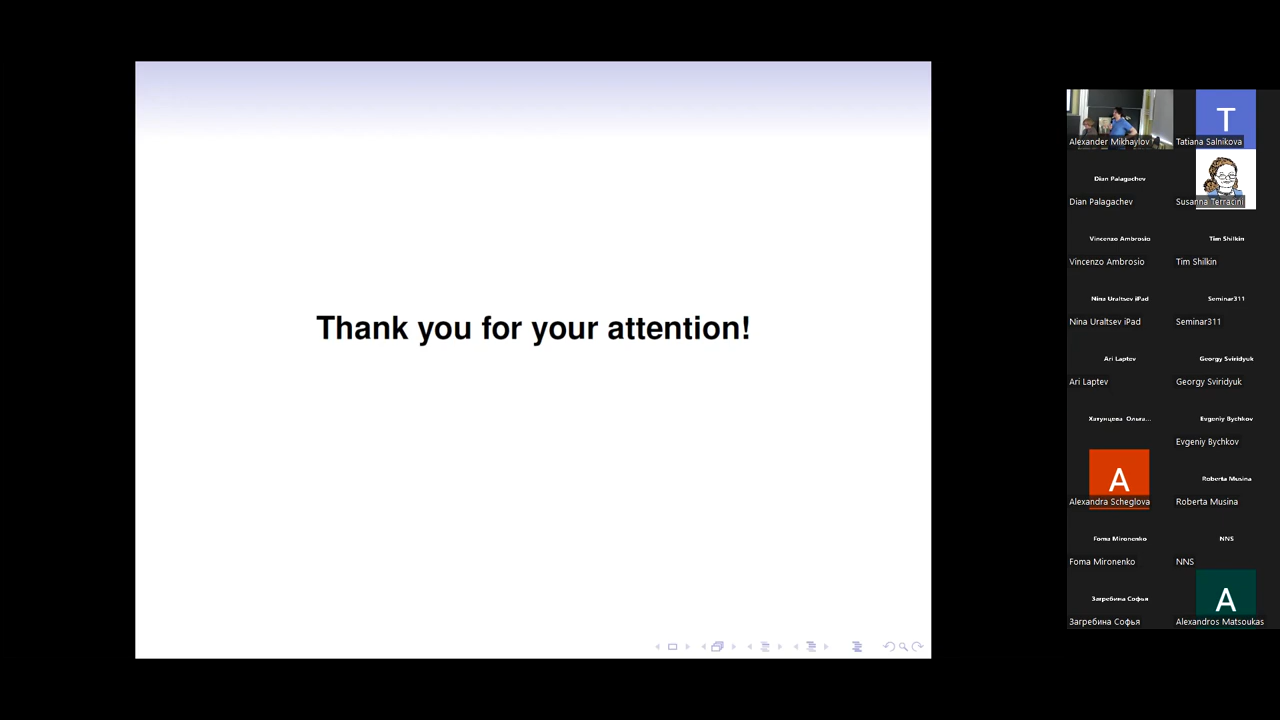 Thank you for your attention!
Alexander Mikhaylov
T
Tatiana Salnikova
Dian Palagachev
Dian Palagachev
Susanna Terracini
Vincenzo Ambrosio
Tim Shilkin
Vincenzo Ambrosio
Tim Shilkin
Nina Uraltsev iPad
Seminar311
Nina Uraltsev iPad
Seminar311
Ari Laptev
Georgy Sviridyuk
Ari Laptev
Georgy Sviridyuk
Хатунцева Ольга...
Evgeniy Bychkov
Evgeniy Bychkov
A
Alexandra Scheglova
Roberta Musina
Roberta Musina
Foma Mironenko
NNS
Foma Mironenko
NNS
Загребина Софья
A
Загребина Софья
Alexandros Matsoukas